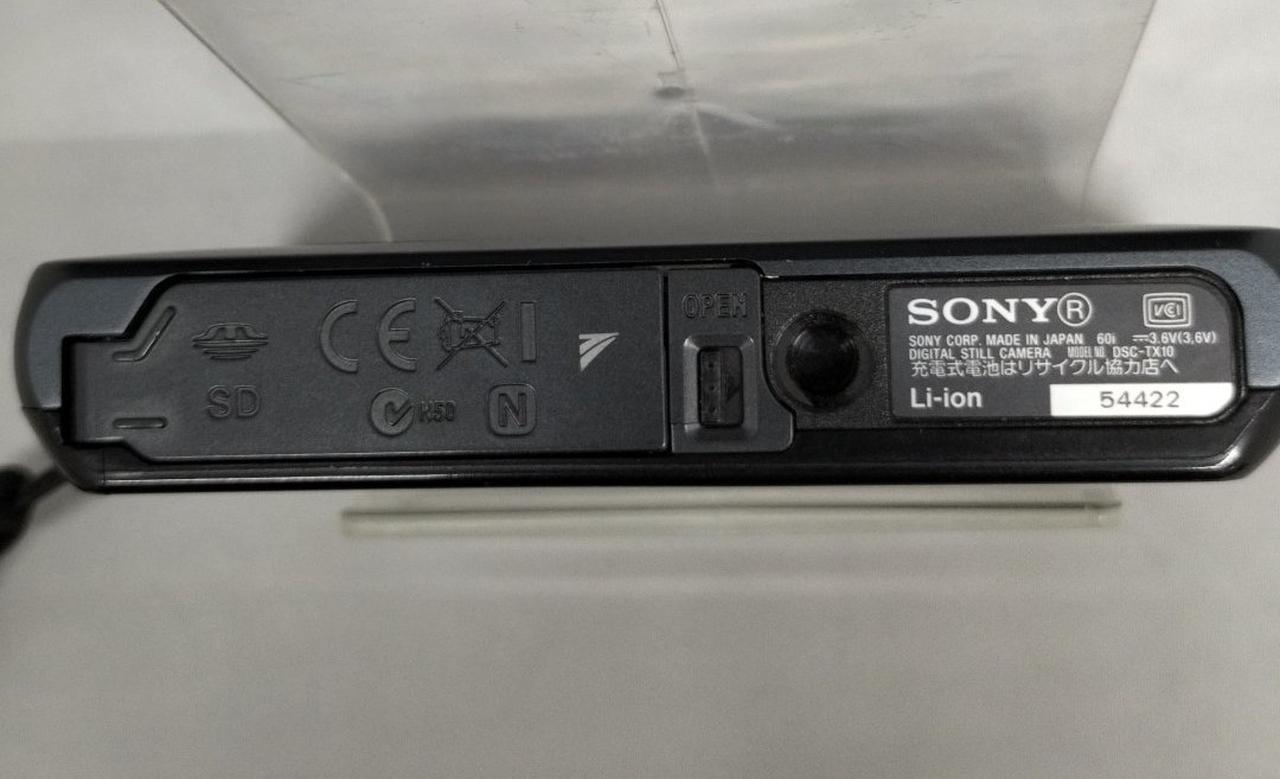 OPEN
SD
CE
N50
N
SONY®
VCI
SONY CORP. MADE IN JAPAN 60i ⎓3.6V(3,6V)
DIGITAL STILL CAMERA MODEL NO. DSC-TX10
充電式電池はリサイクル協力店へ
Li-ion 54422